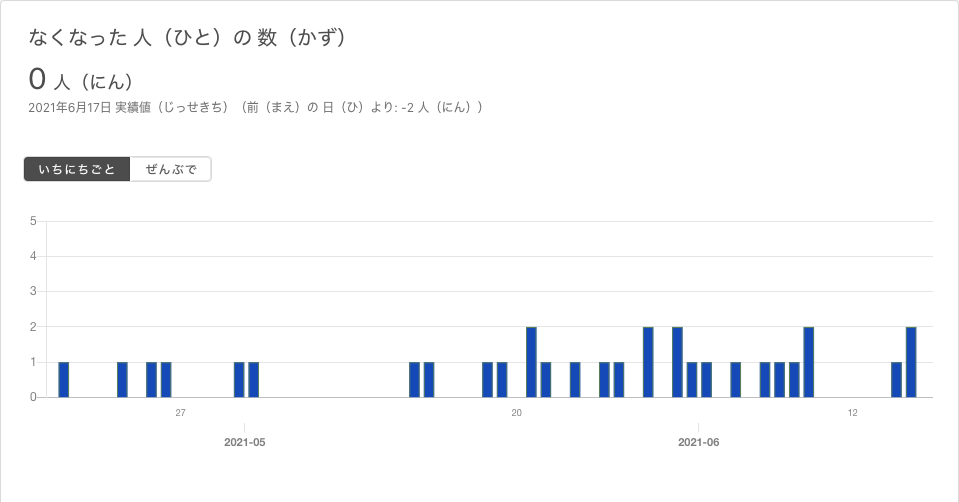 なくなった 人（ひと）の 数（かず）
0 人（にん）
2021年6月17日 実績値（じっせきち）（前（まえ）の 日（ひ）より: -2 人（にん））
いちにちごと ぜんぶで
5
4
3
2
1
0
27 20 12
2021-05 2021-06